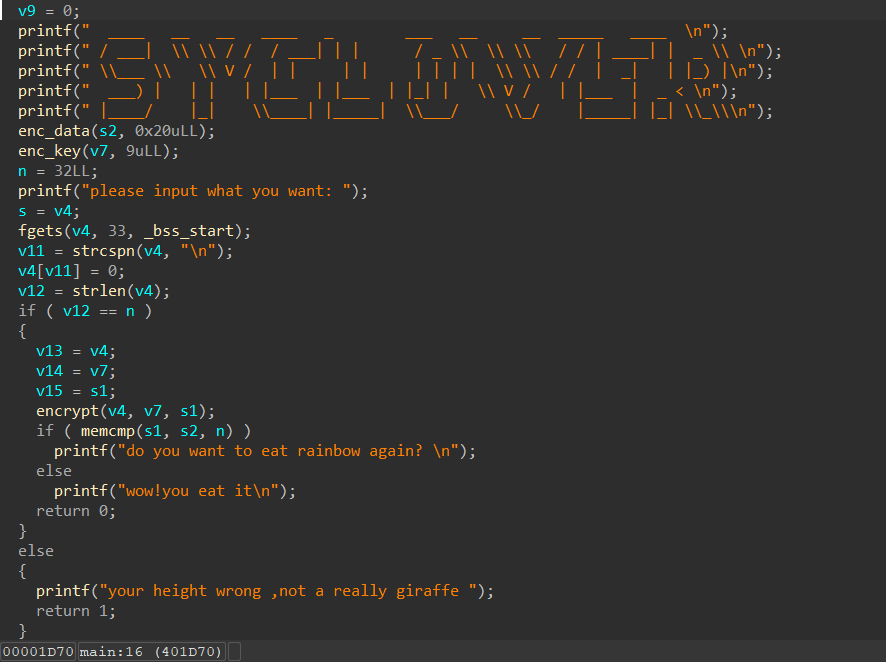 v9 = 0;
printf("  ____   __   __   ____   _        ___   __     __  _____   ____  \n");
printf(" / ___|  \\ \\ / /  / ___| | |      / _ \\  \\ \\   / / | ____| |  _ \\ \n");
printf(" \\___ \\   \\ V /  | |     | |     | | | |  \\ \\ / /  |  _|   | |_) |\n");
printf("  ___) |   | |   | |___  | |___  | |_| |   \\ V /   | |___  |  _ < \n");
printf(" |____/    |_|    \\____| |_____|  \\___/     \\_/    |_____| |_| \\_\\\n");
enc_data(s2, 0x20uLL);
enc_key(v7, 9uLL);
n = 32LL;
printf("please input what you want: ");
s = v4;
fgets(v4, 33, _bss_start);
v11 = strcspn(v4, "\n");
v4[v11] = 0;
v12 = strlen(v4);
if ( v12 == n )
{
  v13 = v4;
  v14 = v7;
  v15 = s1;
  encrypt(v4, v7, s1);
  if ( memcmp(s1, s2, n) )
    printf("do you want to eat rainbow again? \n");
  else
    printf("wow!you eat it\n");
  return 0;
}
else
{
  printf("your height wrong ,not a really giraffe ");
  return 1;
}
00001D70 main:16 (401D70)